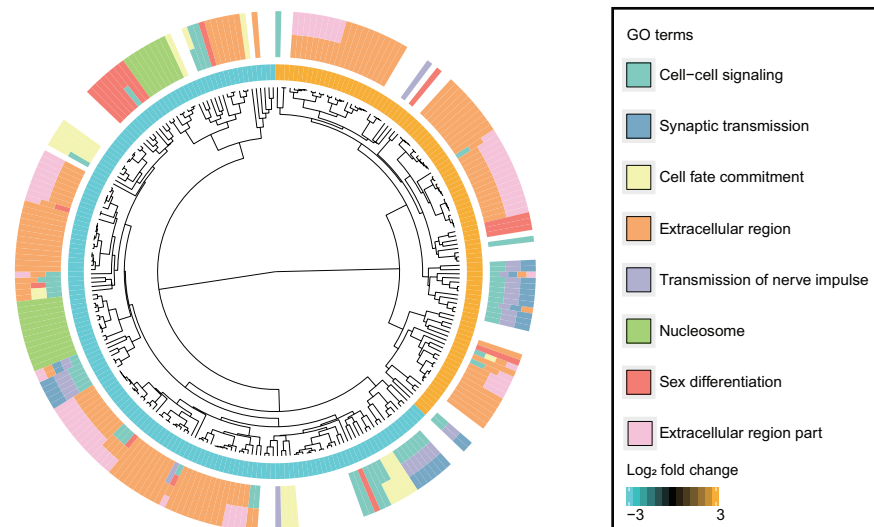 GO terms
Cell−cell signaling
Synaptic transmission
Cell fate commitment
Extracellular region
Transmission of nerve impulse
Nucleosome
Sex differentiation
Extracellular region part
Log₂ fold change
−3 3